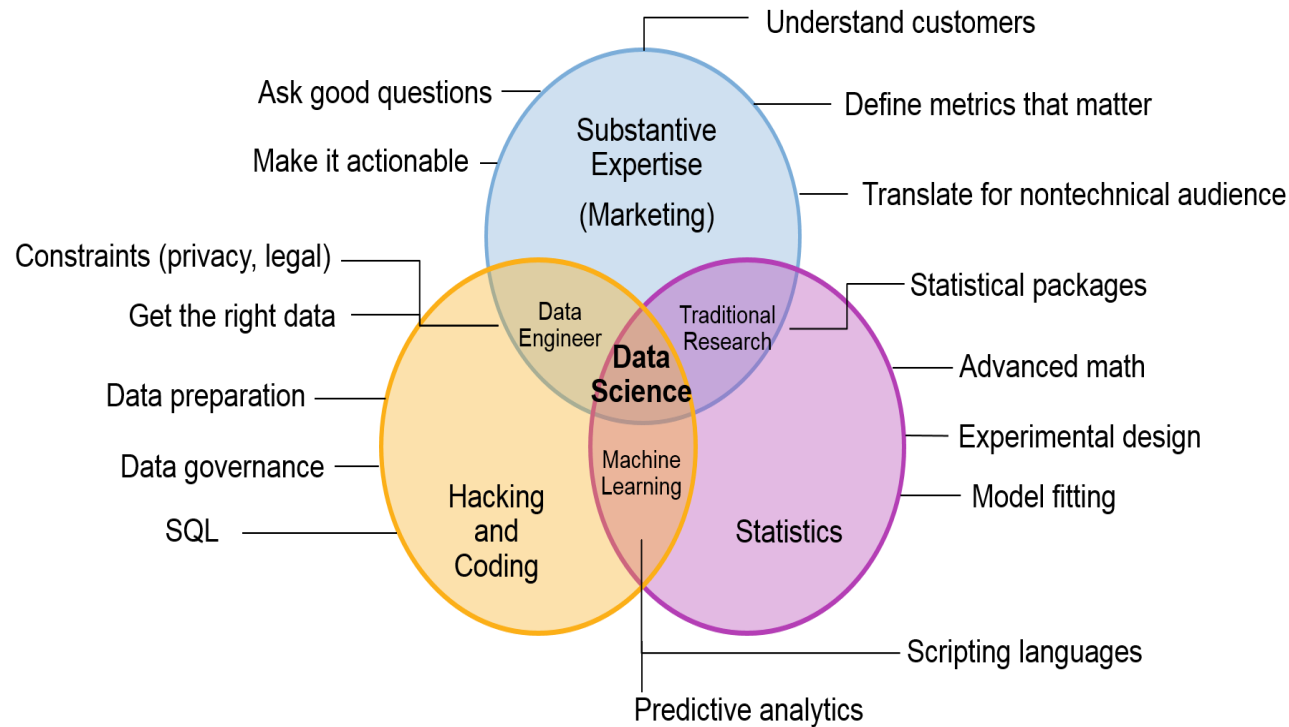 Understand customers
Ask good questions
Define metrics that matter
Substantive
Expertise
(Marketing)
Make it actionable
Translate for nontechnical audience
Constraints (privacy, legal)
Statistical packages
Get the right data
Data
Engineer
Traditional
Research
Data
Science
Advanced math
Data preparation
Experimental design
Data governance
Machine
Learning
Model fitting
Hacking
and
Coding
SQL
Statistics
Scripting languages
Predictive analytics